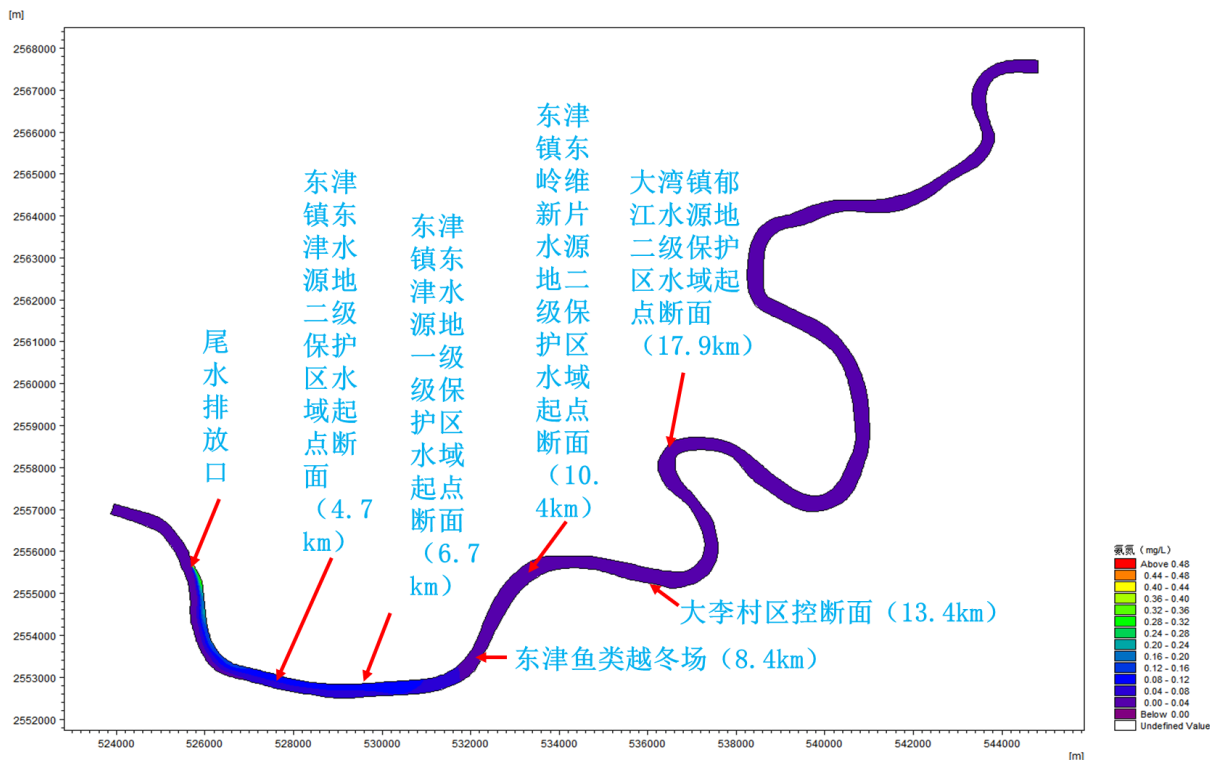 [m]
2568000
2567000
2566000
2565000
2564000
2563000
2562000
2561000
2560000
2559000
2558000
2557000
2556000
2555000
2554000
2553000
2552000
尾
水
排
放
口
东津
镇东
津水
源地
二级
保护
区水
域起
点断
面
（4.7
km）
东津
镇东
津水
源地
一级
级保
护区
水域
起点
断面
（6.7
km）
东津
镇东
岭维
新片
水源
地二
级保
护区
水域
起点
断面
（10.
4km）
大湾镇郁
江水源地
二级保护
区水域起
点断面
（17.9km）
大李村区控断面（13.4km）
东津鱼类越冬场（8.4km）
524000
526000
528000
530000
532000
534000
536000
538000
540000
542000
544000
[m]
氨氮（mg/L）
Above 0.48
0.44 - 0.48
0.40 - 0.44
0.36 - 0.40
0.32 - 0.36
0.28 - 0.32
0.24 - 0.28
0.20 - 0.24
0.16 - 0.20
0.12 - 0.16
0.08 - 0.12
0.04 - 0.08
0.00 - 0.04
Below 0.00
Undefined Value